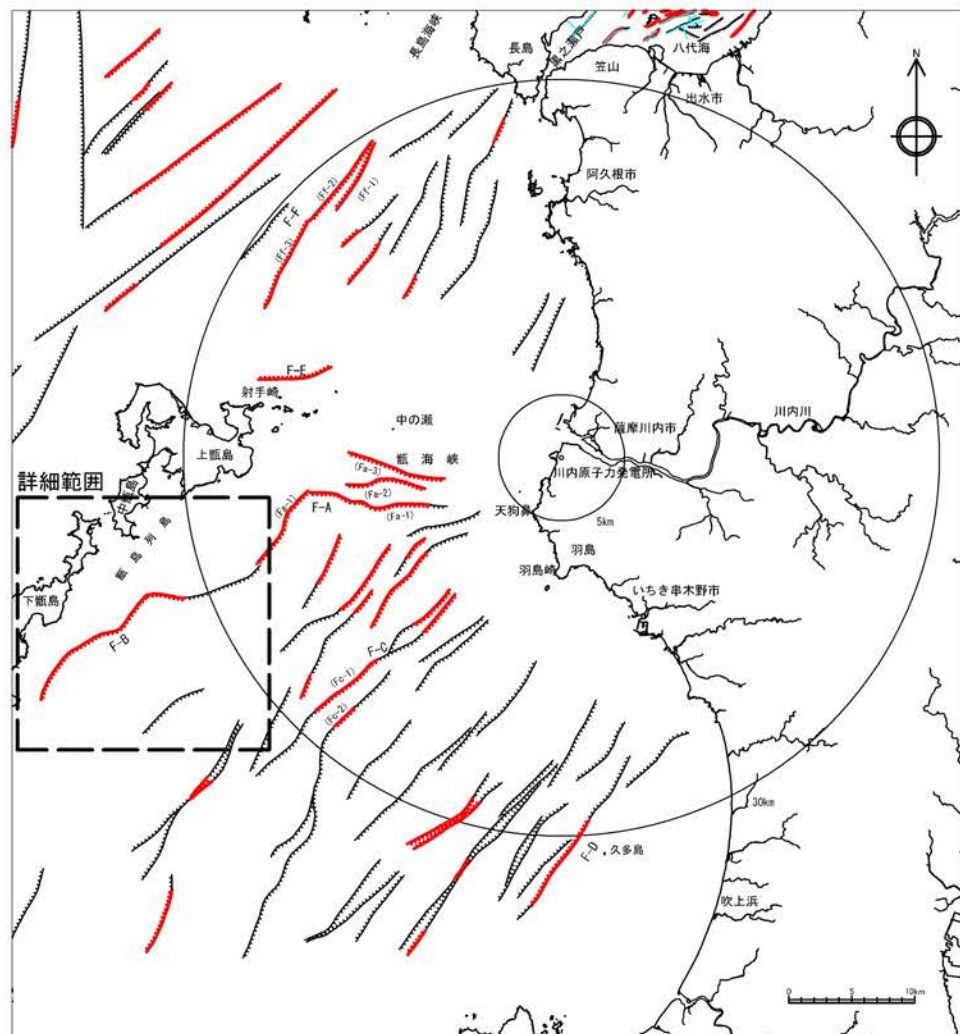 長島海峡
長島
黒之瀬戸
八代海
笠山
出水市
N
阿久根市
F-F
(Ff-2)
(Ff-1)
(Ff-3)
F-E
射手崎
中の瀬
甑海峡
薩摩川内市
川内川
上甑島
川内原子力発電所
詳細範囲
中甑島
(Fa-3)
(Fa-2)
(Fa-1)
F-A
(Fa-1)
天狗鼻
5km
甑島列島
羽島
羽島崎
下甑島
いちき串木野市
F-B
F-C
(Fc-1)
(Fc-2)
30km
F-D
久多島
吹上浜
0 5 10km